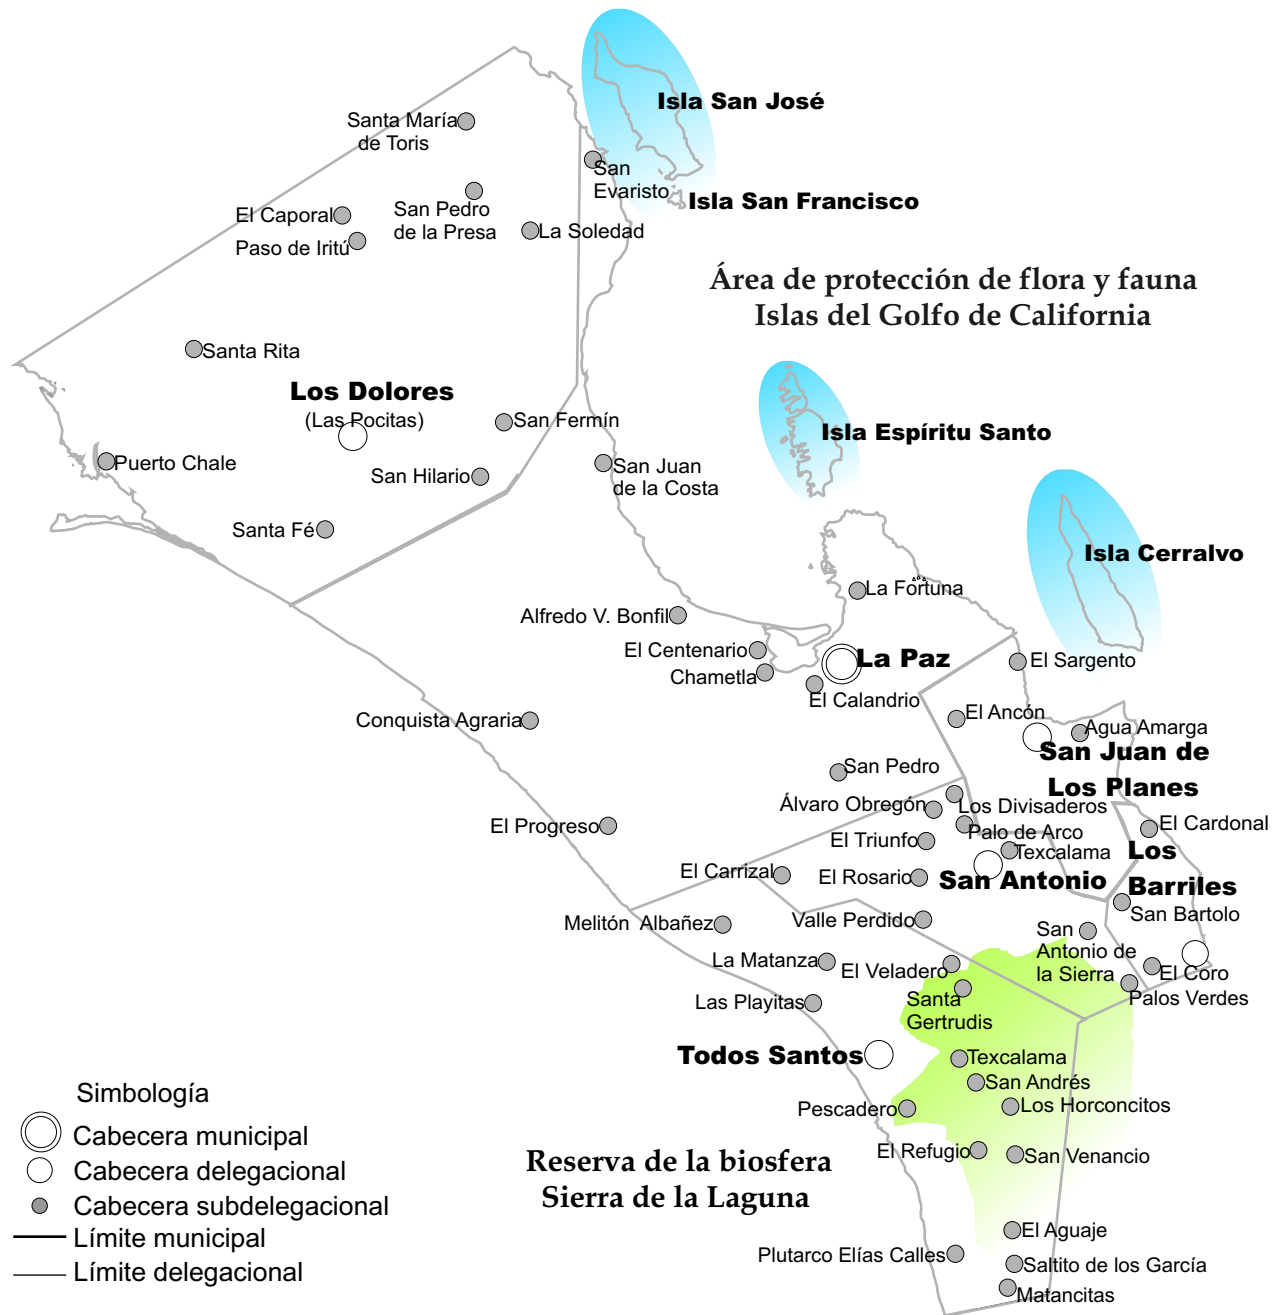 Isla San José
Santa María
de Toris
San
Evaristo
Isla San Francisco
San Pedro
de la Presa
El Caporal
La Soledad
Paso de Iritú
Área de protección de flora y fauna
Islas del Golfo de California
Santa Rita
Los Dolores
(Las Pocitas)
San Fermín
Isla Espíritu Santo
Puerto Chale
San Hilario
San Juan
de la Costa
Santa Fé
Isla Cerralvo
La Fortuna
Alfredo V. Bonfil
El Centenario
La Paz
El Sargento
Chametla
El Calandrio
El Ancón
Conquista Agraria
Agua Amarga
San Juan de
Los Planes
San Pedro
Álvaro Obregón
Los Divisaderos
El Progreso
El Cardonal
Palo de Arco
El Triunfo
Texcalama
Los
Barriles
El Carrizal
El Rosario
San Antonio
San Bartolo
Melitón Albañez
Valle Perdido
San
Antonio de
la Sierra
La Matanza
El Veladero
El Coro
Palos Verdes
Las Playitas
Santa
Gertrudis
Todos Santos
Texcalama
San Andrés
Pescadero
Los Horconcitos
El Refugio
San Venancio
Reserva de la biosfera
Sierra de la Laguna
El Aguaje
Plutarco Elías Calles
Saltito de los García
Matancitas
Simbología
Cabecera municipal
Cabecera delegacional
Cabecera subdelegacional
Límite municipal
Límite delegacional